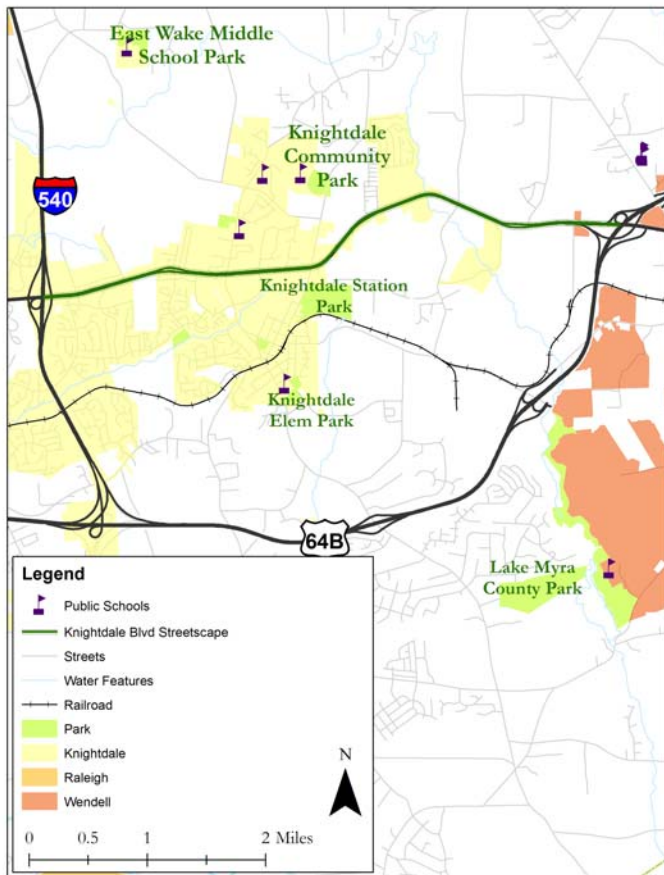 East Wake Middle
School Park
Knightdale
Community
Park
540
Knightdale Station
Park
Knightdale
Elem Park
64B
Lake Myra
County Park
Legend
Public Schools
Knightdale Blvd Streetscape
Streets
Water Features
Railroad
Park
Knightdale
Raleigh
Wendell
N
0 0.5 1 2 Miles